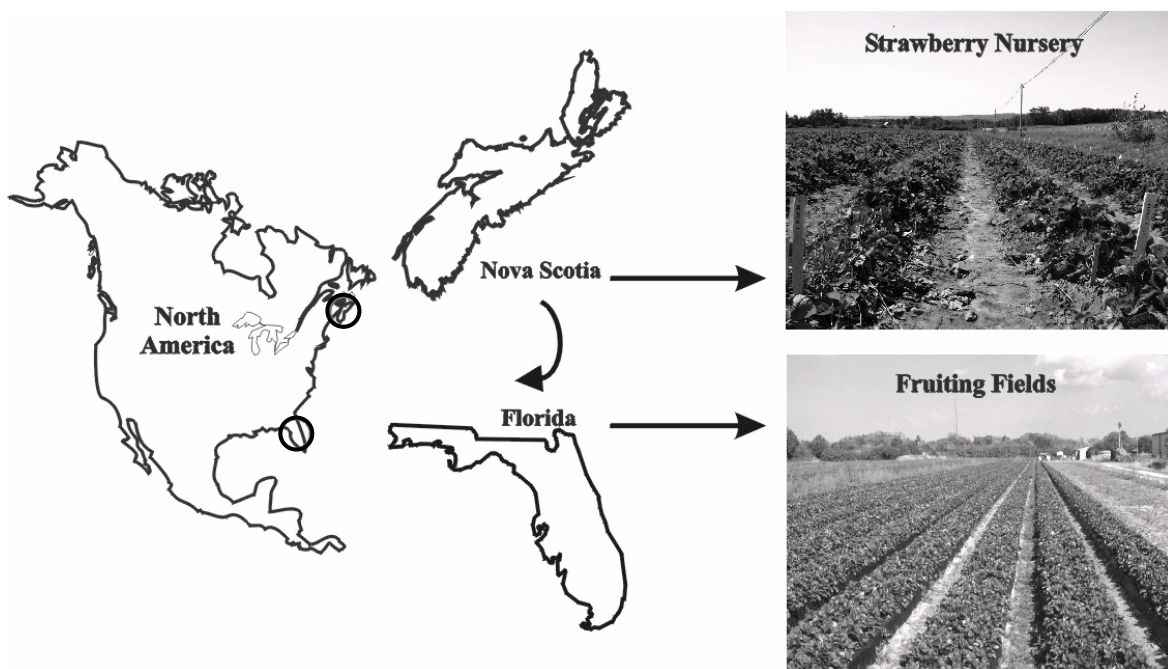 Strawberry Nursery
Nova Scotia
North
America
Florida
Fruiting Fields